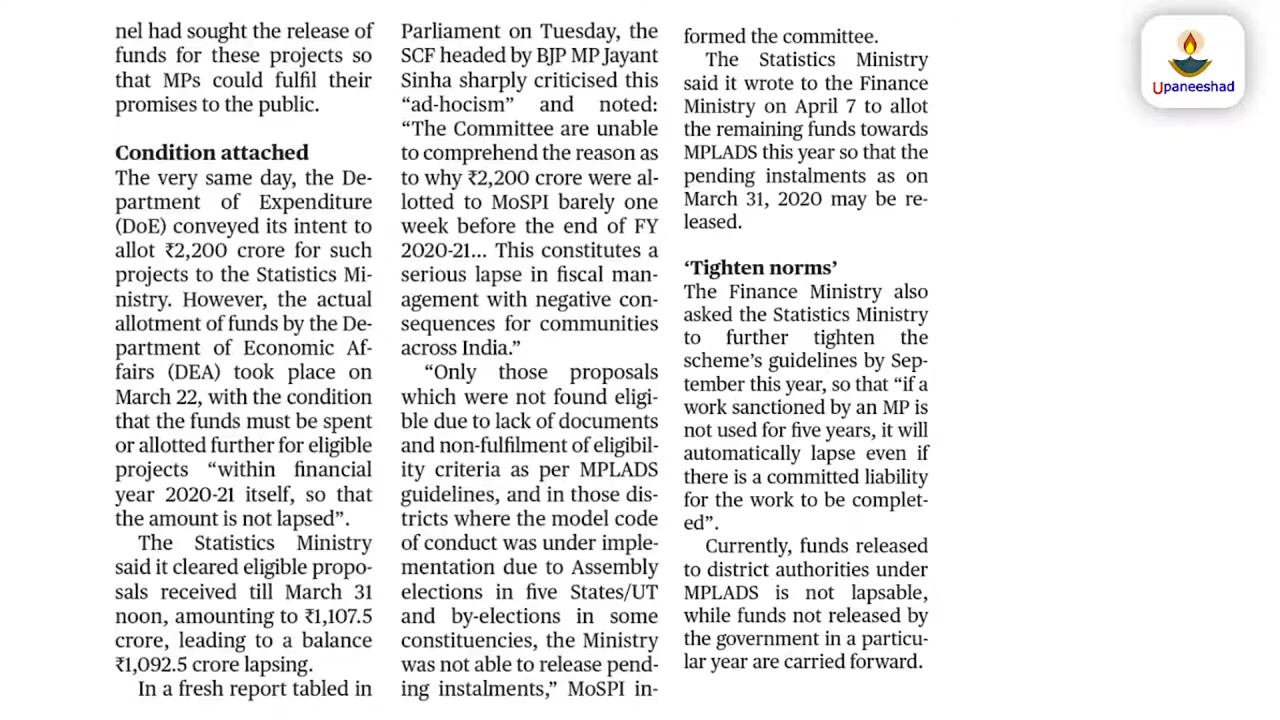 nel had sought the release of
funds for these projects so
that MPs could fulfil their
promises to the public.
Condition attached
The very same day, the De-
partment of Expenditure
(DoE) conveyed its intent to
allot ₹2,200 crore for such
projects to the Statistics Mi-
nistry. However, the actual
allotment of funds by the De-
partment of Economic Af-
fairs (DEA) took place on
March 22, with the condition
that the funds must be spent
or allotted further for eligible
projects “within financial
year 2020-21 itself, so that
the amount is not lapsed”.
The Statistics Ministry
said it cleared eligible propo-
sals received till March 31
noon, amounting to ₹1,107.5
crore, leading to a balance
₹1,092.5 crore lapsing.
In a fresh report tabled in
Parliament on Tuesday, the
SCF headed by BJP MP Jayant
Sinha sharply criticised this
“ad-hocism” and noted:
“The Committee are unable
to comprehend the reason as
to why ₹2,200 crore were al-
lotted to MoSPI barely one
week before the end of FY
2020-21... This constitutes a
serious lapse in fiscal man-
agement with negative con-
sequences for communities
across India.”
“Only those proposals
which were not found eligi-
ble due to lack of documents
and non-fulfilment of eligibil-
ity criteria as per MPLADS
guidelines, and in those dis-
tricts where the model code
of conduct was under imple-
mentation due to Assembly
elections in five States/UT
and by-elections in some
constituencies, the Ministry
was not able to release pend-
ing instalments,” MoSPI in-
formed the committee.
The Statistics Ministry
said it wrote to the Finance
Ministry on April 7 to allot
the remaining funds towards
MPLADS this year so that the
pending instalments as on
March 31, 2020 may be re-
leased.
‘Tighten norms’
The Finance Ministry also
asked the Statistics Ministry
to further tighten the
scheme’s guidelines by Sep-
tember this year, so that “if a
work sanctioned by an MP is
not used for five years, it will
automatically lapse even if
there is a committed liability
for the work to be complet-
ed”.
Currently, funds released
to district authorities under
MPLADS is not lapsable,
while funds not released by
the government in a particu-
lar year are carried forward.
Upaneeshad